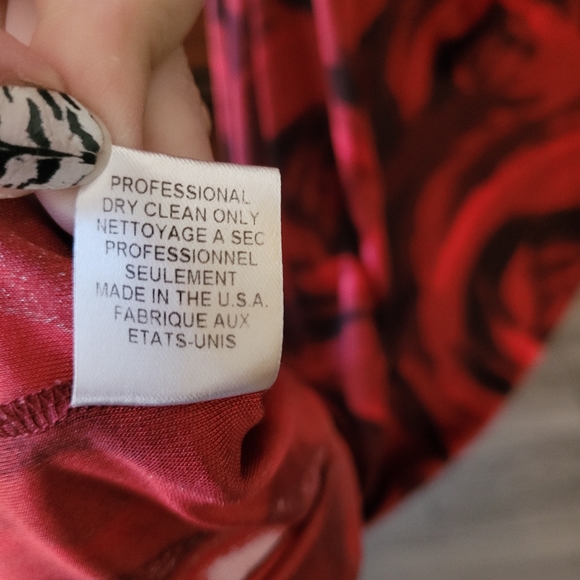 PROFESSIONAL
DRY CLEAN ONLY
NETTOYAGE A SEC
PROFESSIONNEL
SEULEMENT
MADE IN THE U.S.A.
FABRIQUE AUX
ETATS-UNIS